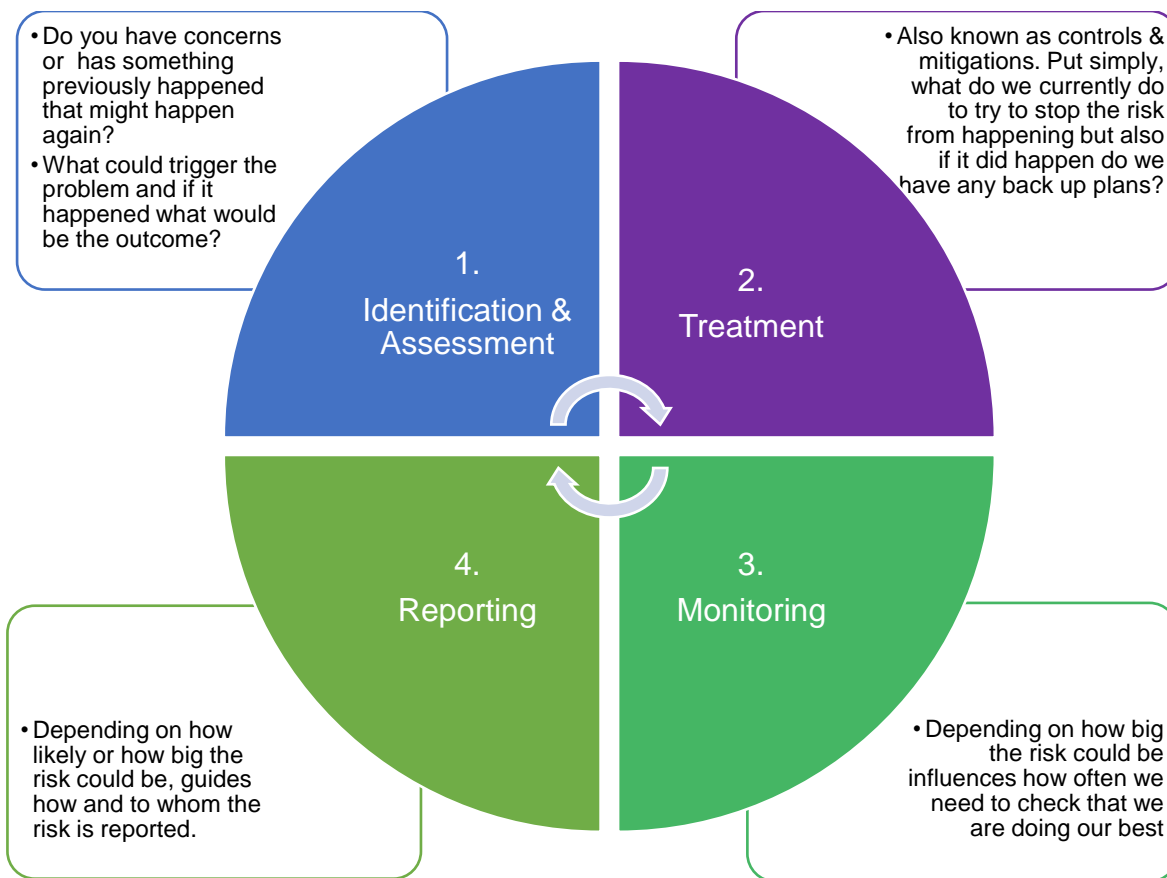 • Do you have concerns
or has something
previously happened
that might happen
again?
• What could trigger the
problem and if it
happened what would
be the outcome?
• Also known as controls &
mitigations. Put simply,
what do we currently do
to try to stop the risk
from happening but also
if it did happen do we
have any back up plans?
1.
Identification &
Assessment
2.
Treatment
4.
Reporting
3.
Monitoring
• Depending on how
likely or how big the
risk could be, guides
how and to whom the
risk is reported.
• Depending on how big
the risk could be
influences how often we
need to check that we
are doing our best